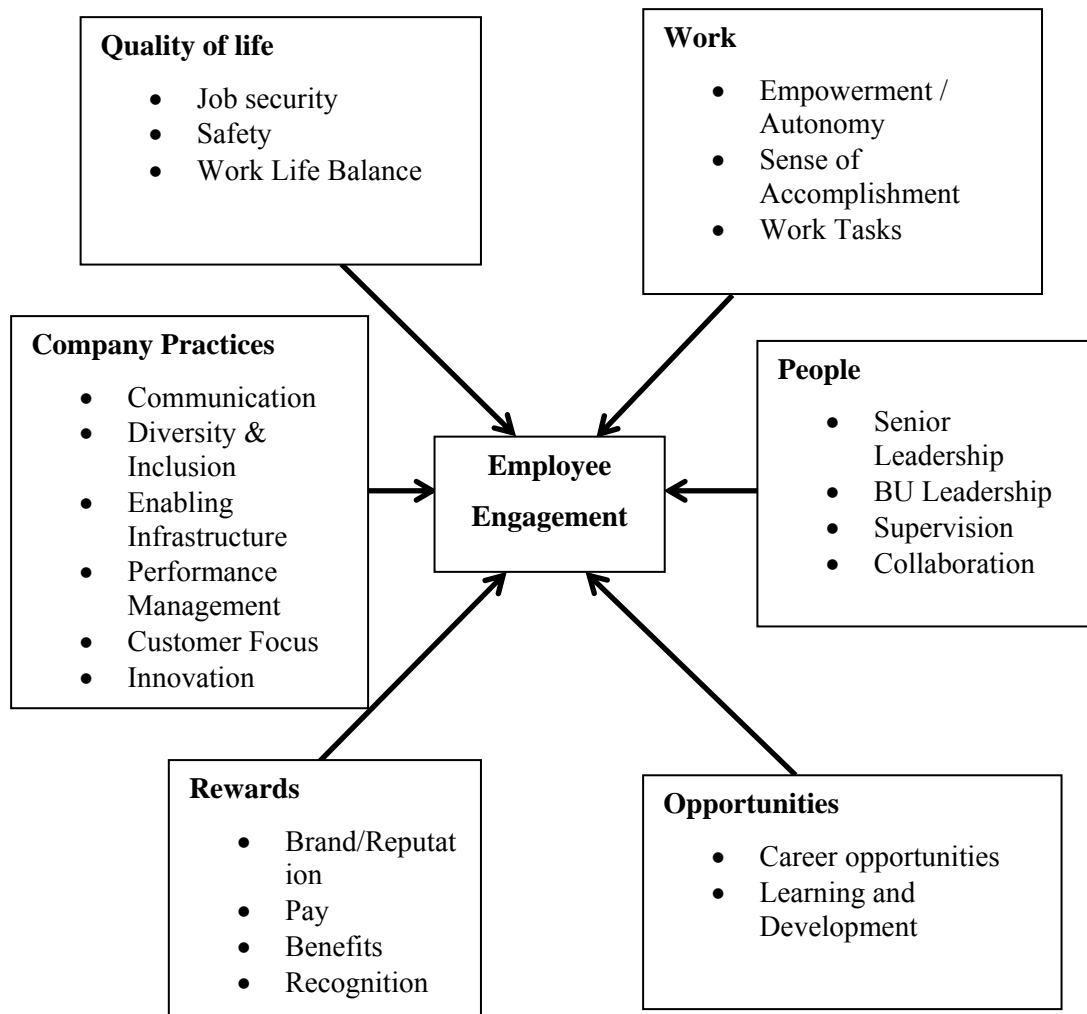 Quality of life
• Job security
• Safety
• Work Life Balance
Work
• Empowerment /
Autonomy
• Sense of
Accomplishment
• Work Tasks
Company Practices
• Communication
• Diversity &
Inclusion
• Enabling
Infrastructure
• Performance
Management
• Customer Focus
• Innovation
Employee
Engagement
People
• Senior
Leadership
• BU Leadership
• Supervision
• Collaboration
Rewards
• Brand/Reputat
ion
• Pay
• Benefits
• Recognition
Opportunities
• Career opportunities
• Learning and
Development